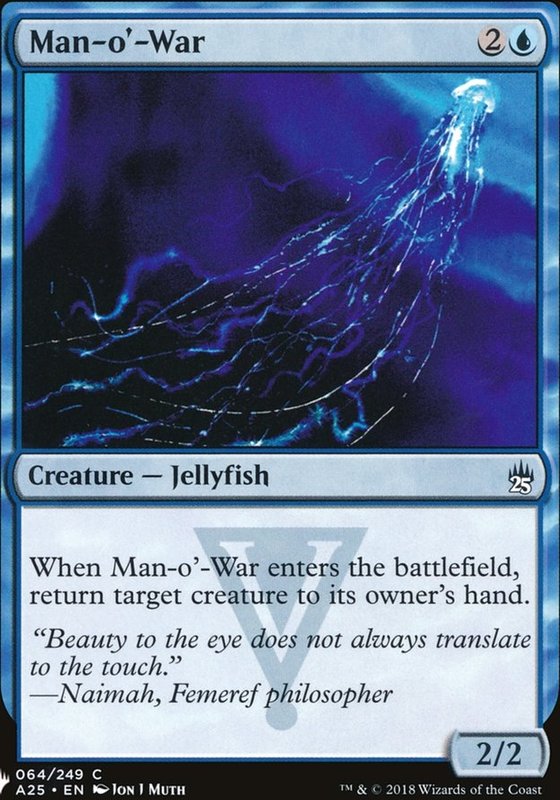 Man-o'-War 2
Creature — Jellyfish
25
V
When Man-o'-War enters the battlefield,
return target creature to its owner's hand.
"Beauty to the eye does not always translate
to the touch."
—Naimah, Femeref philosopher
2/2
064/249 C
A25 • EN Jon J Muth
™ & © 2018 Wizards of the Coast